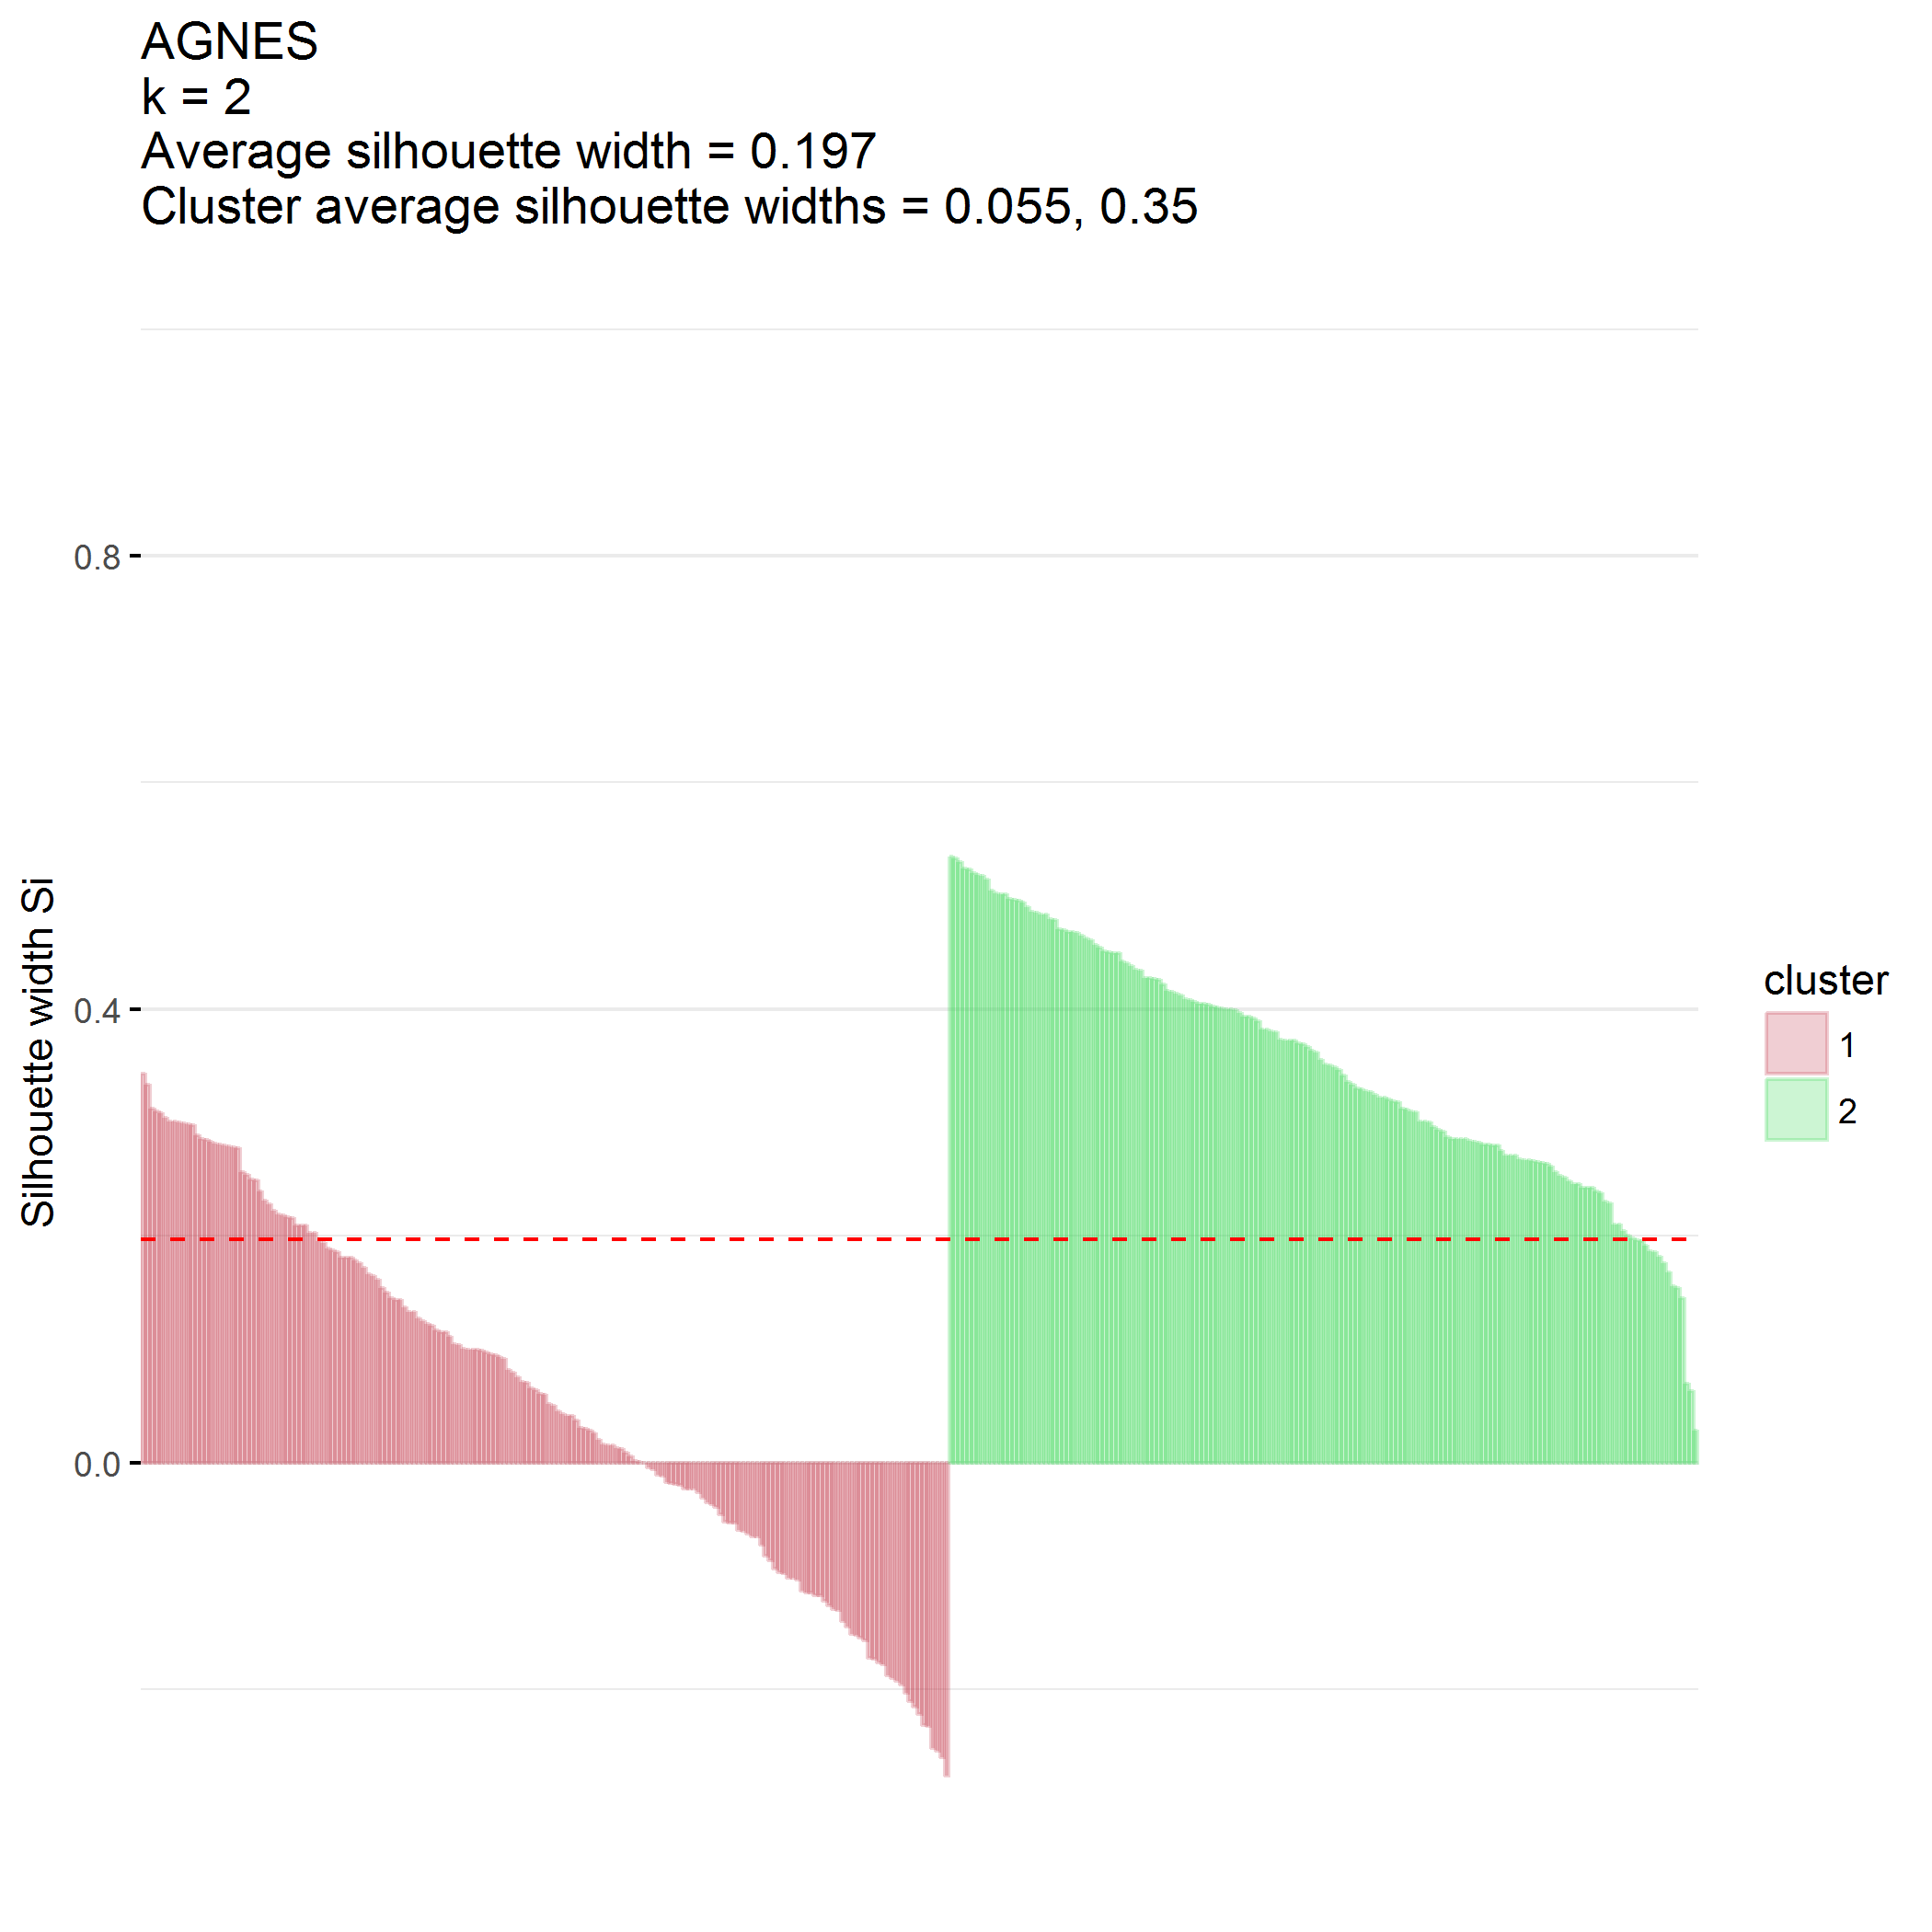 AGNES
k = 2
Average silhouette width = 0.197
Cluster average silhouette widths = 0.055, 0.35
0.8
0.4
0.0
Silhouette width Si
cluster
1
2